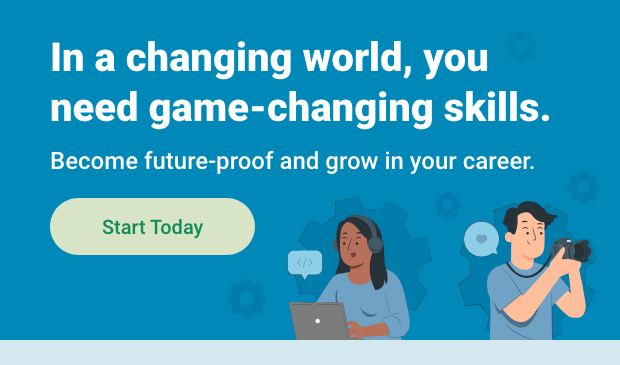 In a changing world, you
need game-changing skills.
Become future-proof and grow in your career.
Start Today
</>